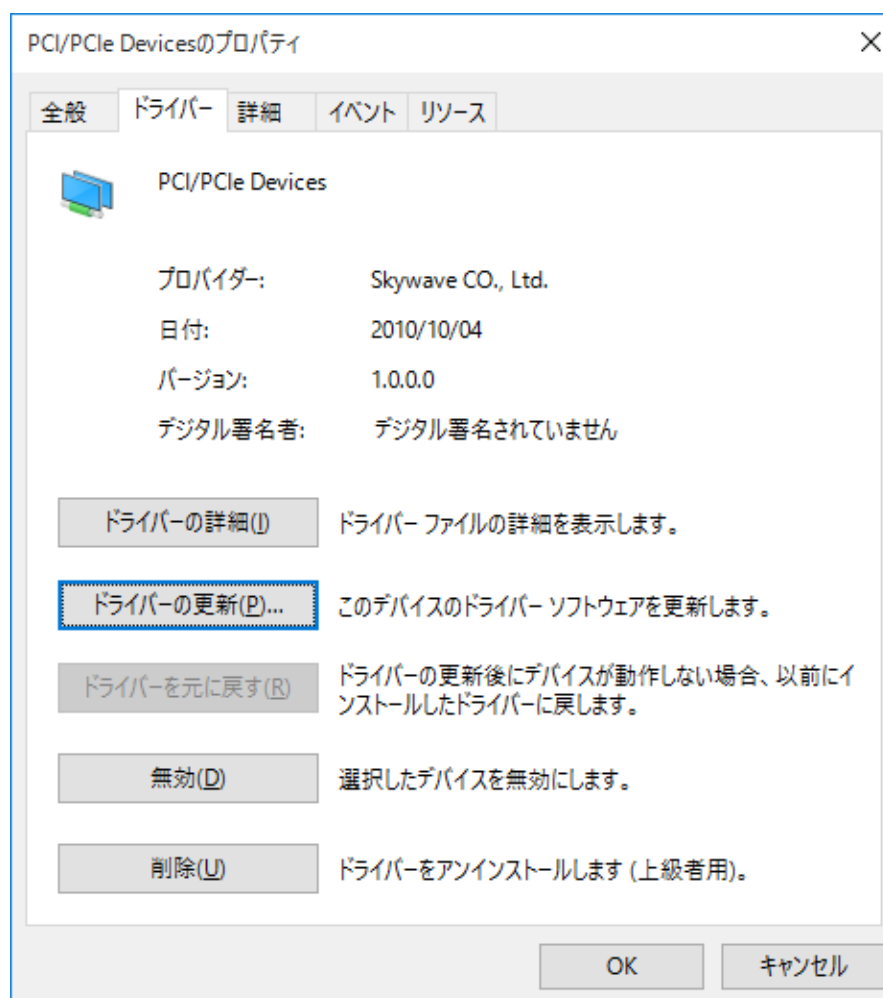 PCI/PCIe Devicesのプロパティ
全般 ドライバー 詳細 イベント リソース
PCI/PCIe Devices
プロバイダー: Skywave CO., Ltd.
日付: 2010/10/04
バージョン: 1.0.0.0
デジタル署名者: デジタル署名されていません
ドライバーの詳細(I) ドライバー ファイルの詳細を表示します。
ドライバーの更新(P)... このデバイスのドライバー ソフトウェアを更新します。
ドライバーを元に戻す(R) ドライバーの更新後にデバイスが動作しない場合、以前にイ
ンストールしたドライバーに戻します。
無効(D) 選択したデバイスを無効にします。
削除(U) ドライバーをアンインストールします (上級者用)。
OK キャンセル